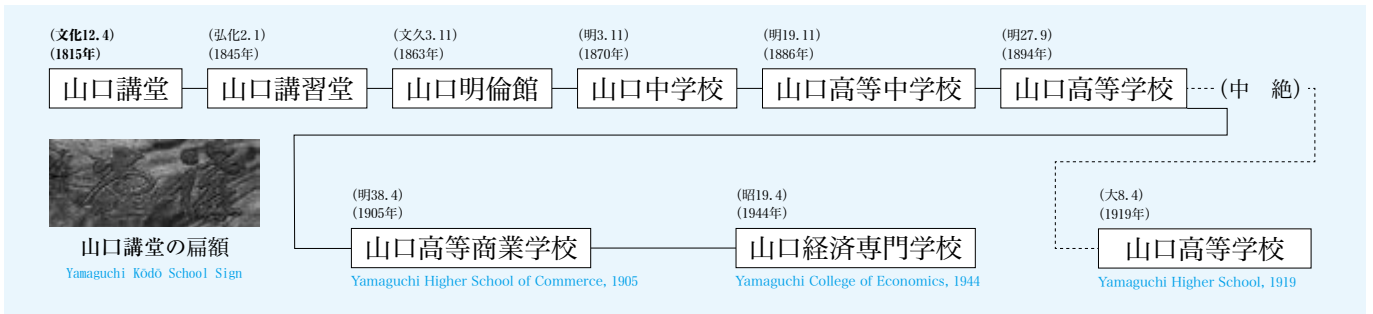 (文化12. 4)
(1815年)
山口講堂
(弘化2. 1)
(1845年)
山口講習堂
(文久3. 11)
(1863年)
山口明倫館
(明3. 11)
(1870年)
山口中学校
(明19. 11)
(1886年)
山口高等中学校
(明27. 9)
(1894年)
山口高等学校
(中　絶)
山口講堂の扁額
Yamaguchi Kōdō School Sign
(明38. 4)
(1905年)
山口高等商業学校
Yamaguchi Higher School of Commerce, 1905
(昭19. 4)
(1944年)
山口経済専門学校
Yamaguchi College of Economics, 1944
(大8. 4)
(1919年)
山口高等学校
Yamaguchi Higher School, 1919